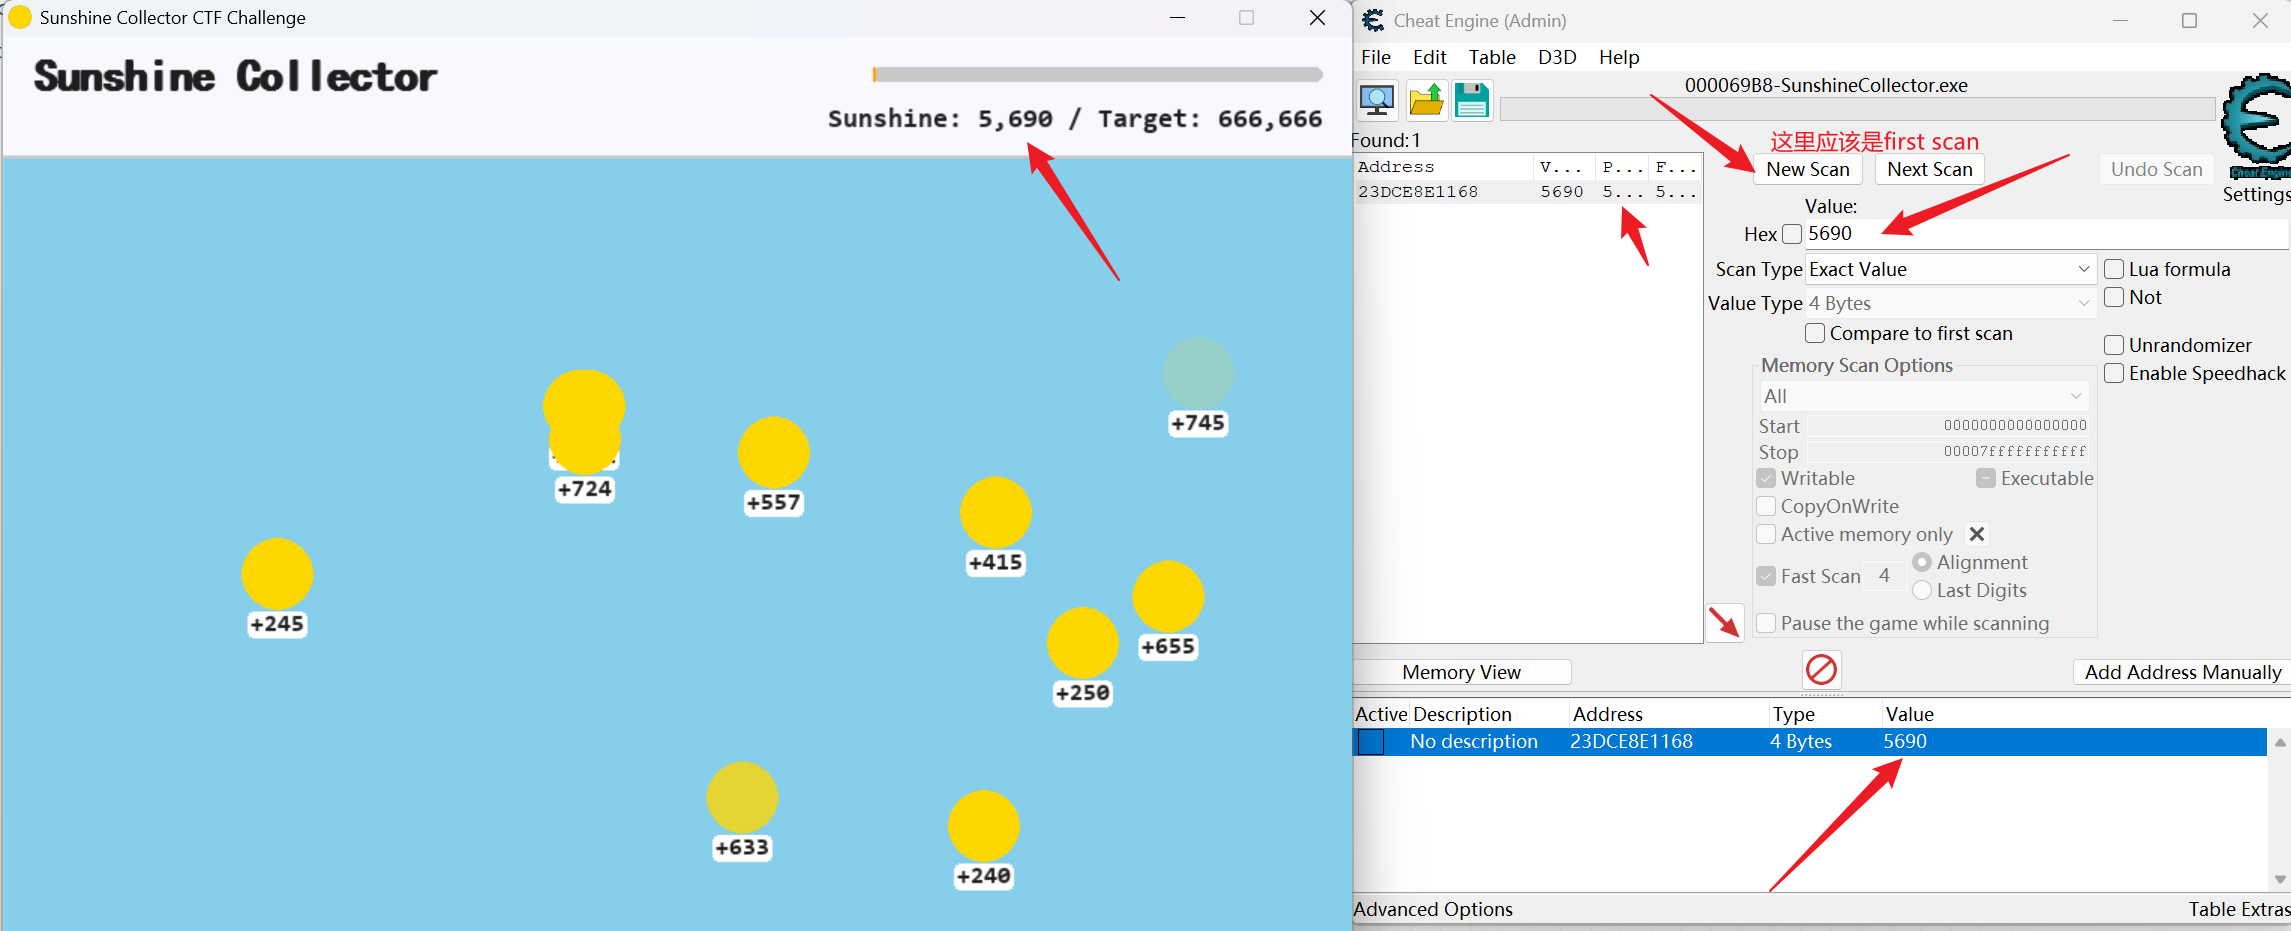 Sunshine Collector CTF Challenge
Sunshine Collector
Sunshine: 5,690 / Target: 666,666
+745
+724
+557
+415
+245
+655
+250
+633
+240
Cheat Engine (Admin)
File Edit Table D3D Help
000069B8-SunshineCollector.exe
Found:1
这里应该是first scan
Address V... P... F...
23DCE8E1168 5690 5... 5...
New Scan Next Scan Undo Scan
Cheat Engine
Settings
Value:
Hex 5690
Scan Type Exact Value
Lua formula
Value Type 4 Bytes
Not
Compare to first scan
Unrandomizer
Enable Speedhack
Memory Scan Options
All
Start 0000000000000000
Stop 00007fffffffffff
Writable Executable
CopyOnWrite
Active memory only
Fast Scan 4 Alignment
Last Digits
Pause the game while scanning
Memory View Add Address Manually
Active Description Address Type Value
No description 23DCE8E1168 4 Bytes 5690
Advanced Options Table Extras